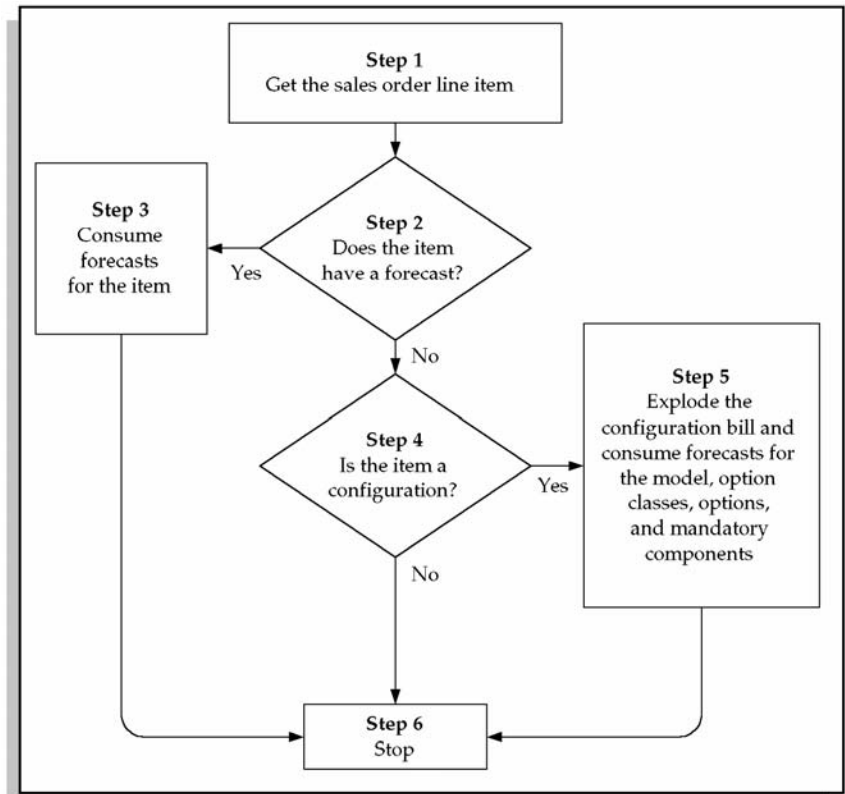 Step 1
Get the sales order line item
Step 2
Does the item
have a forecast?
Yes
No
Step 3
Consume
forecasts
for the item
Step 4
Is the item a
configuration?
Yes
No
Step 5
Explode the
configuration bill and
consume forecasts for
the model, option
classes, options,
and mandatory
components
Step 6
Stop